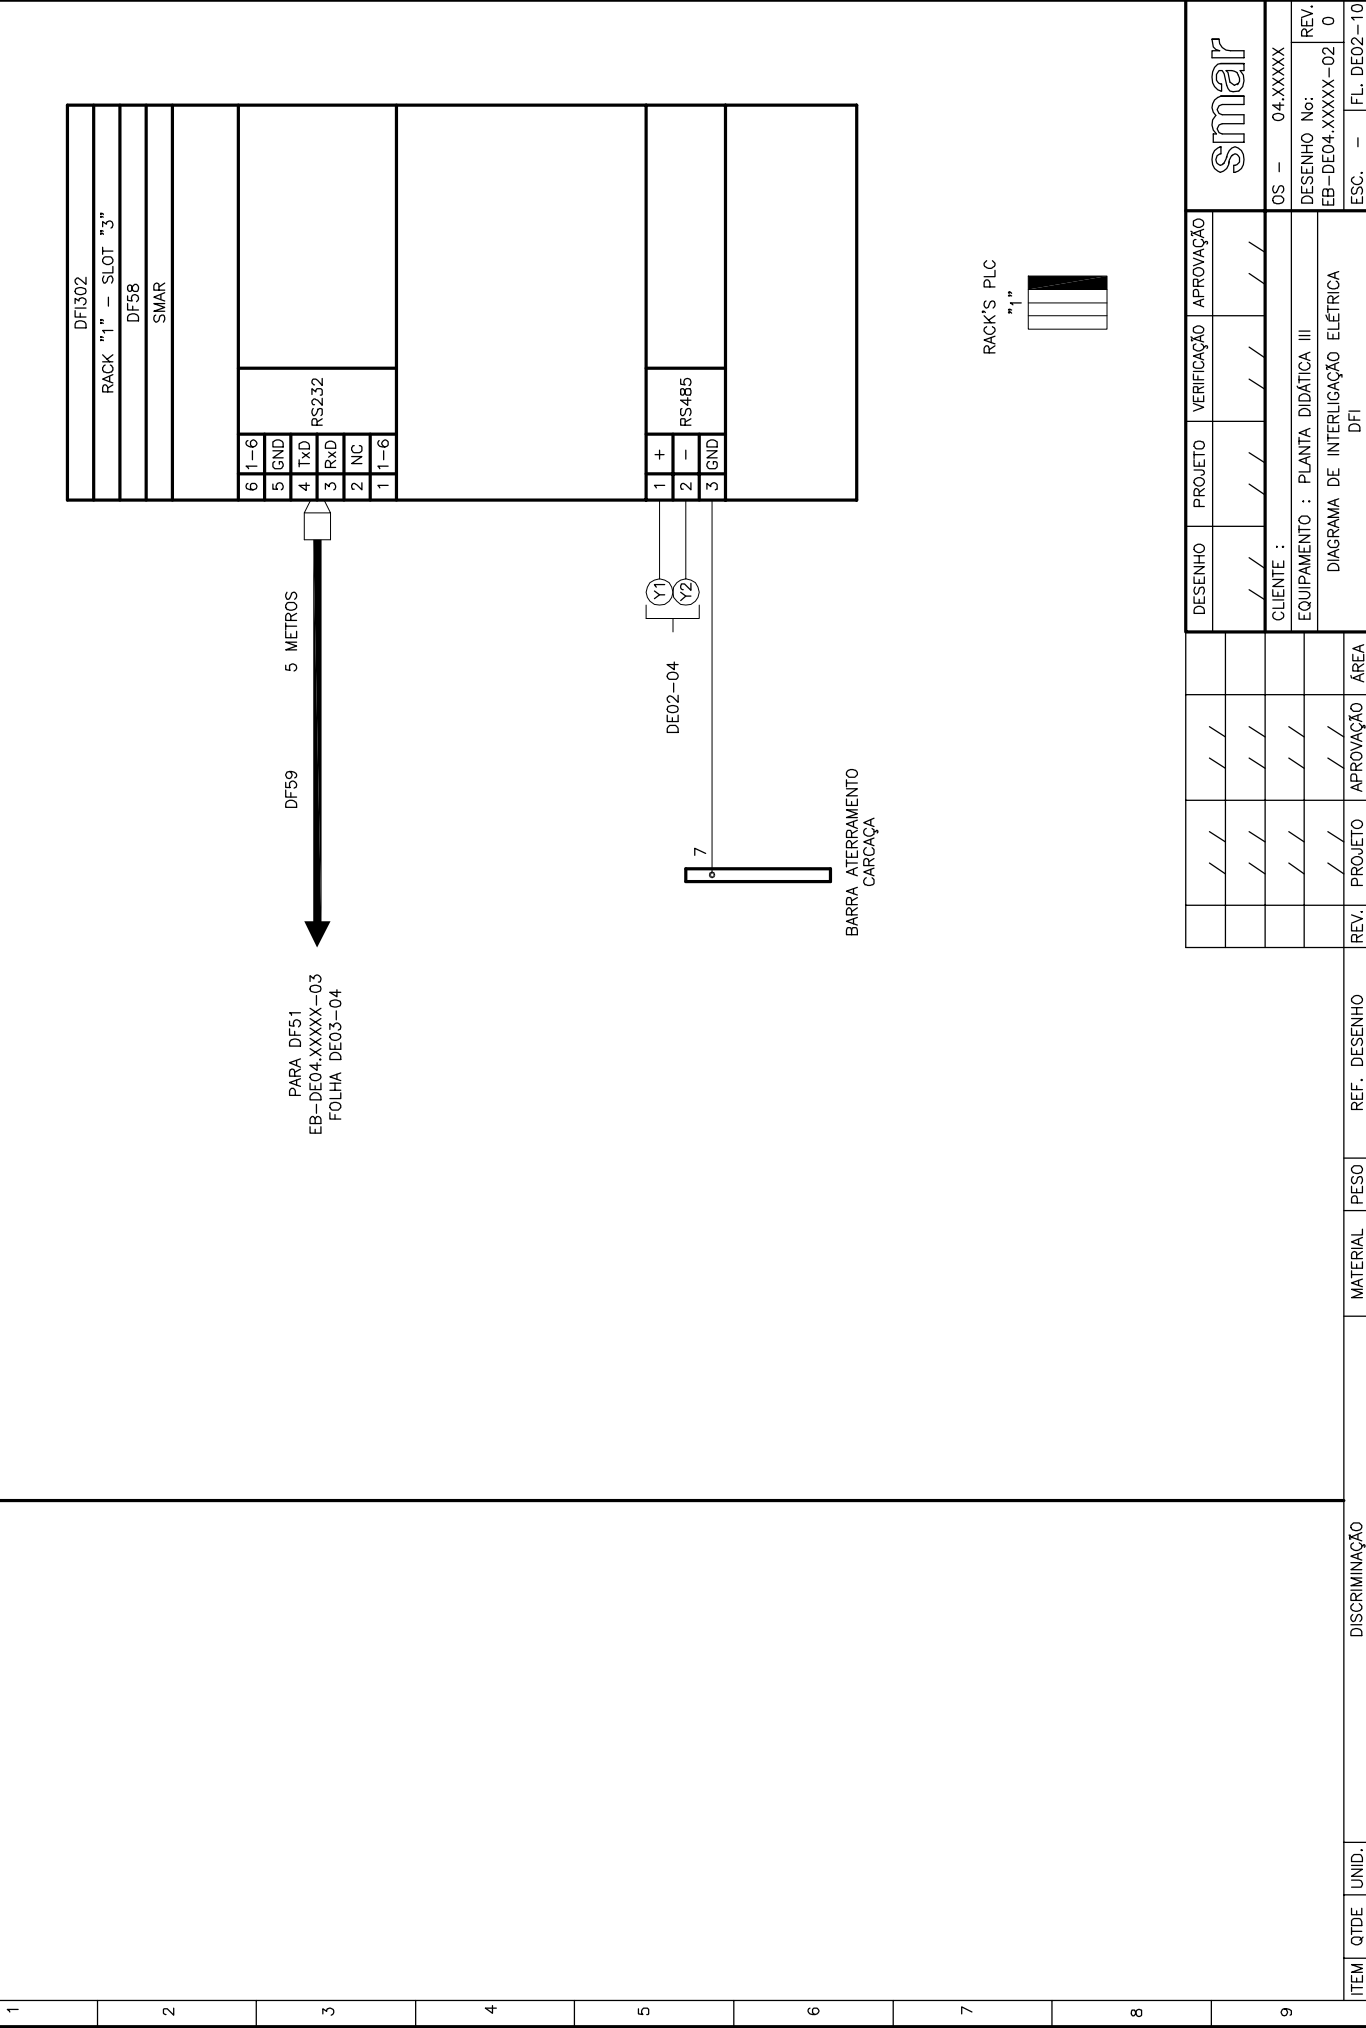 DFI302
RACK "1" - SLOT "3"
DF58
SMAR
6 1-6
5 GND
4 TxD
3 RxD
2 NC
1 1-6
RS232
DF59
5 METROS
PARA DF51
EB-DE04.XXXXX-03
FOLHA DE03-04
1 +
2 -
3 GND
RS485
Y1
Y2
DE02-04
7
BARRA ATERRAMENTO
CARCAÇA
RACK'S PLC
"1"
1
2
3
4
5
6
7
8
9
DESENHO
PROJETO
VERIFICAÇÃO
APROVAÇÃO
/ /
/ /
/ /
/ /
smar
CLIENTE :
OS - 04.XXXXX
EQUIPAMENTO : PLANTA DIDÁTICA III
DESENHO No:
EB-DE04.XXXXX-02
REV.
0
DIAGRAMA DE INTERLIGAÇÃO ELÉTRICA
DFI
ESC. -
FL. DE02-10
/ / / /
/ / / /
/ / / /
/ / / /
ITEM
QTDE
UNID.
DISCRIMINAÇÃO
MATERIAL
PESO
REF. DESENHO
REV.
PROJETO
APROVAÇÃO
ÁREA